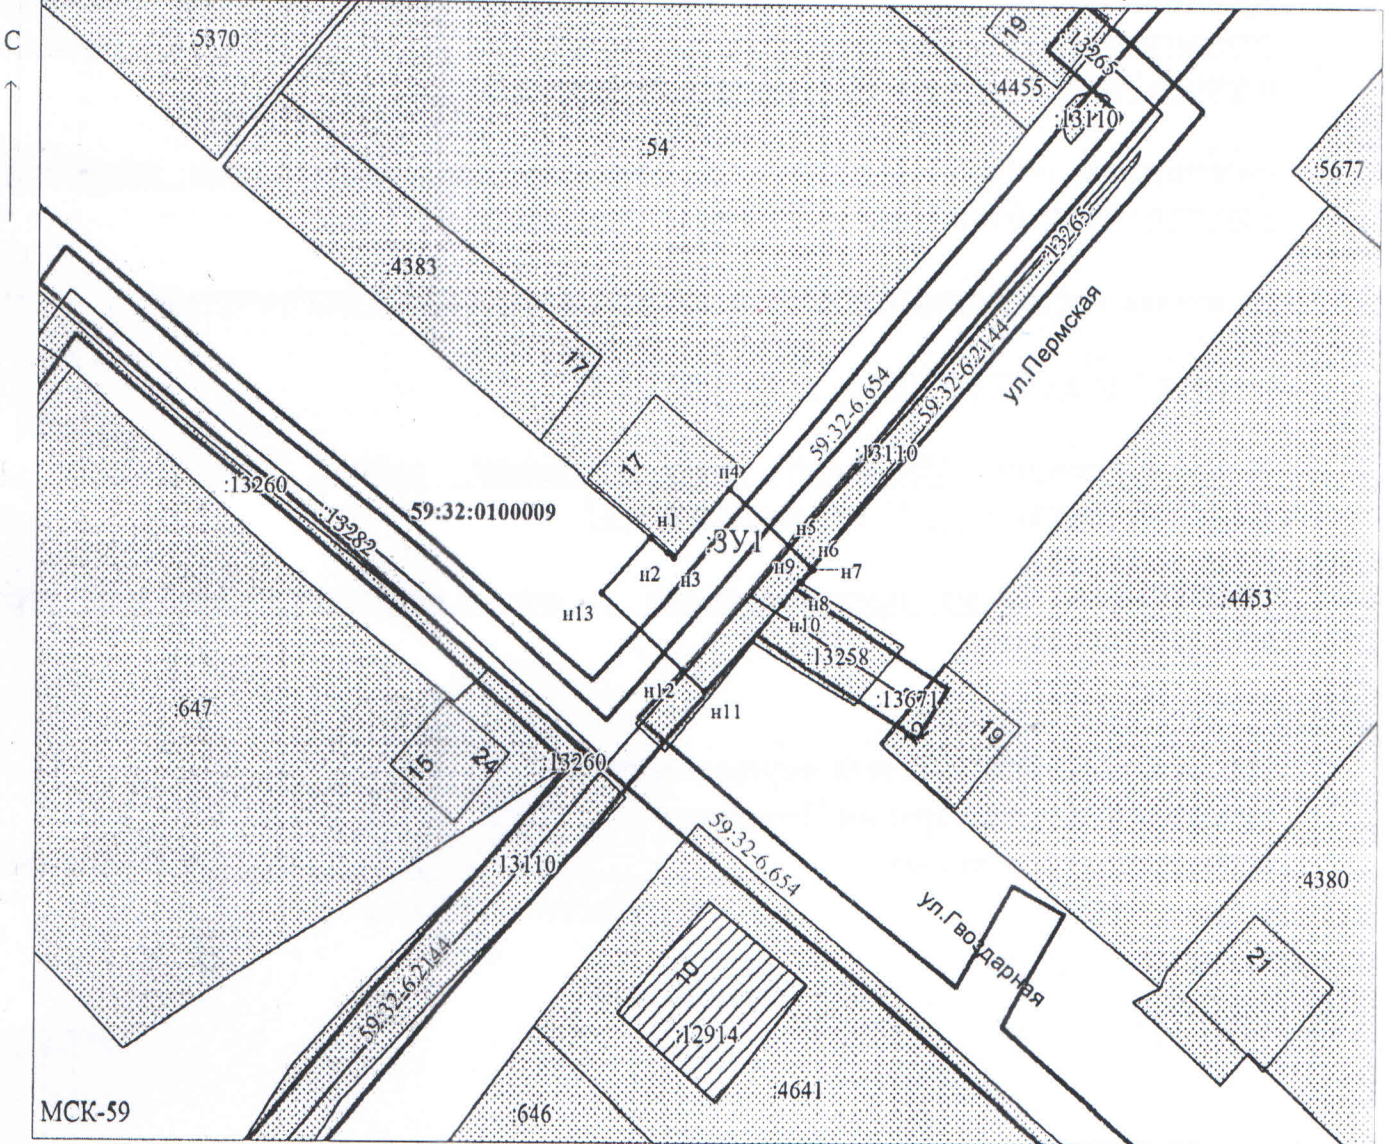 С
:5370
19
:13265
:4455
:13110
:54
:5677
:13265
:4383
ул.Пермская
59:32-6.2144
17
59:32-6.654
:13110
17
н4
:13260
59:32:0100009
н1
:13282
н5
:ЗУ1
н6
н9
н7
н2
н3
н8
:4453
н13
н10
:13258
н12
:13671
:647
н11
12
19
15
24
:13260
59:32-6.654
:13110
:4380
ул.Гвоздарная
59:32-6.2144
21
10
:12914
:4641
МСК-59
:646